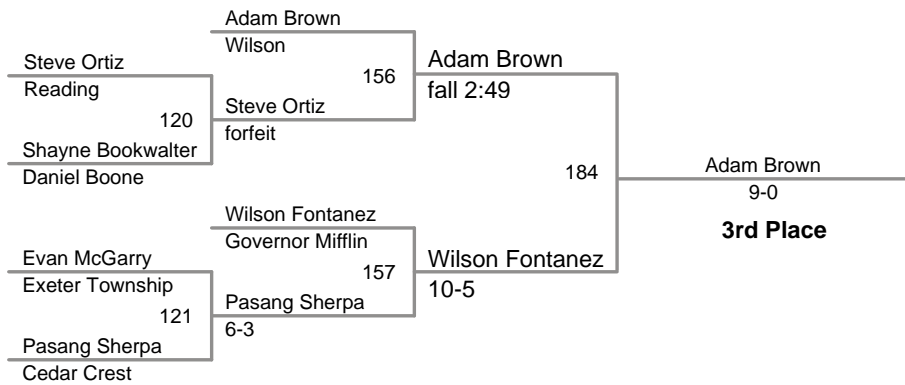 Adam Brown
Wilson
Steve Ortiz
Reading
156
Adam Brown
fall 2:49
120
Steve Ortiz
forfeit
Shayne Bookwalter
Daniel Boone
184
Adam Brown
9-0
3rd Place
Wilson Fontanez
Governor Mifflin
Evan McGarry
Exeter Township
157
Wilson Fontanez
10-5
121
Pasang Sherpa
6-3
Pasang Sherpa
Cedar Crest